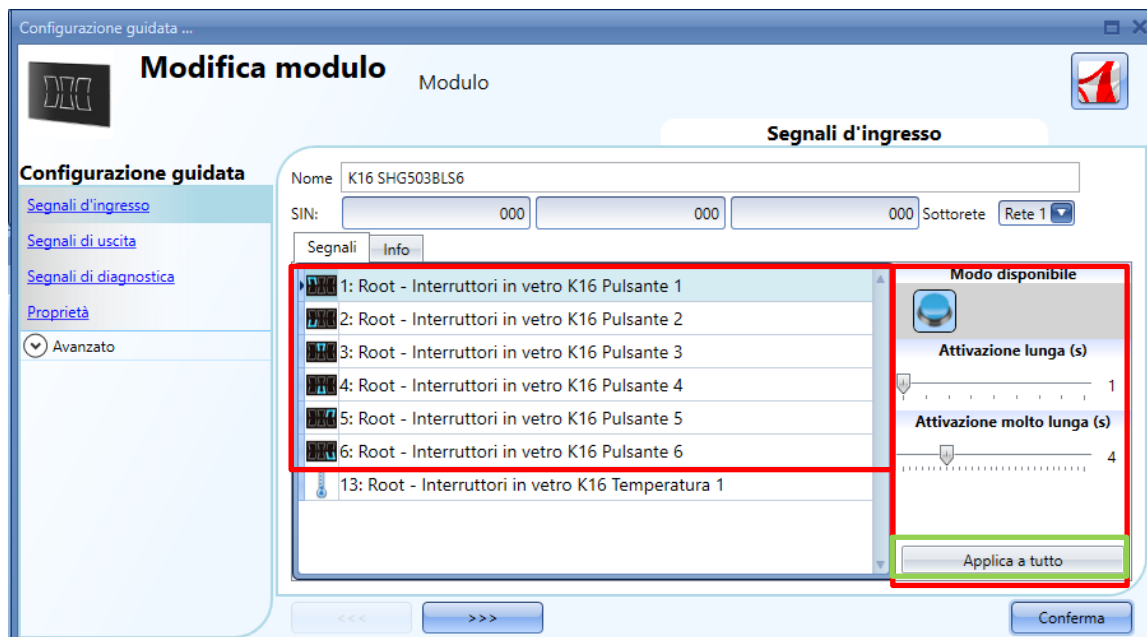 Configurazione guidata ...
Modifica modulo
Modulo
Segnali d'ingresso
Configurazione guidata
Segnali d'ingresso
Segnali di uscita
Segnali di diagnostica
Proprietà
Avanzato
Nome K16 SHG503BLS6
SIN: 000 000 000 Sottorete Rete 1
Segnali Info
1: Root - Interruttori in vetro K16 Pulsante 1
2: Root - Interruttori in vetro K16 Pulsante 2
3: Root - Interruttori in vetro K16 Pulsante 3
4: Root - Interruttori in vetro K16 Pulsante 4
5: Root - Interruttori in vetro K16 Pulsante 5
6: Root - Interruttori in vetro K16 Pulsante 6
13: Root - Interruttori in vetro K16 Temperatura 1
Modo disponibile
Attivazione lunga (s)
1
Attivazione molto lunga (s)
4
Applica a tutto
<<< >>> Conferma